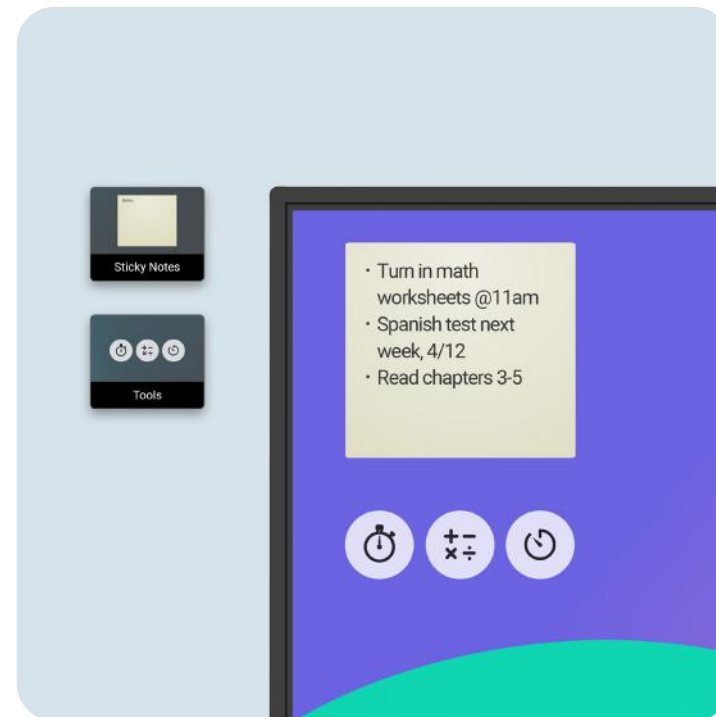 Sticky Notes
Tools
· Turn in math
worksheets @11am
· Spanish test next
week, 4/12
· Read chapters 3-5